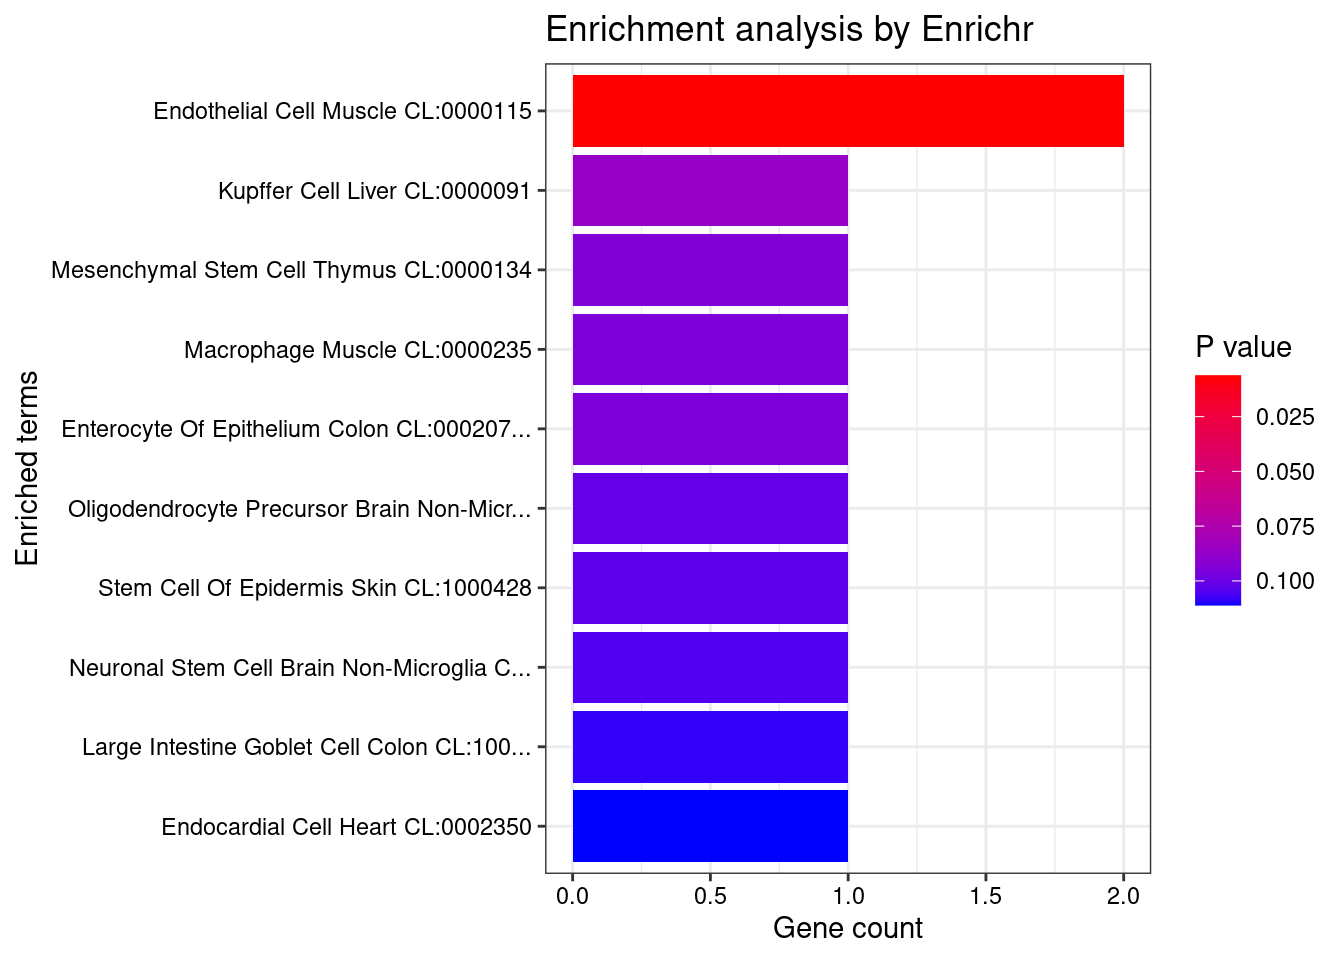 Enrichment analysis by Enrichr
Endothelial Cell Muscle CL:0000115
Kupffer Cell Liver CL:0000091
Mesenchymal Stem Cell Thymus CL:0000134
Macrophage Muscle CL:0000235
Enterocyte Of Epithelium Colon CL:000207...
Oligodendrocyte Precursor Brain Non-Micr...
Stem Cell Of Epidermis Skin CL:1000428
Neuronal Stem Cell Brain Non-Microglia C...
Large Intestine Goblet Cell Colon CL:100...
Endocardial Cell Heart CL:0002350
Enriched terms
0.0 0.5 1.0 1.5 2.0
Gene count
P value
0.025
0.050
0.075
0.100